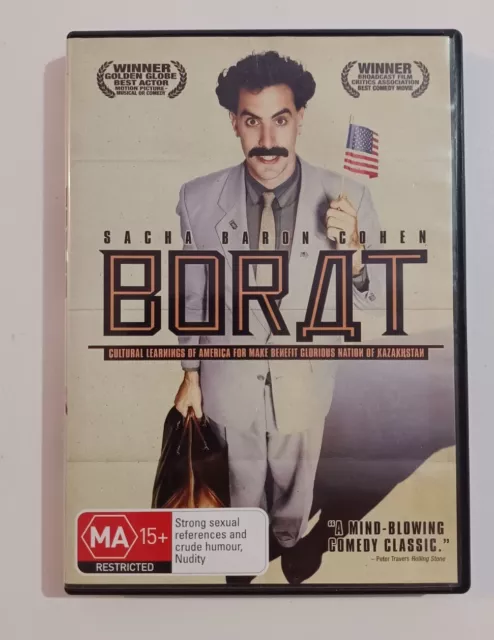 WINNER
GOLDEN GLOBE
BEST ACTOR
MOTION PICTURE -
MUSICAL OR COMEDY
WINNER
BROADCAST FILM
CRITICS ASSOCIATION
BEST COMEDY MOVIE
SACHA BARON COHEN
BORДT
CULTURAL LEARNINGS OF AMERICA FOR MAKE BENEFIT GLORIOUS NATION OF KAZAKHSTAN
MA 15+
RESTRICTED
Strong sexual
references and
crude humour,
Nudity
"A MIND-BLOWING
COMEDY CLASSIC."
– Peter Travers Rolling Stone